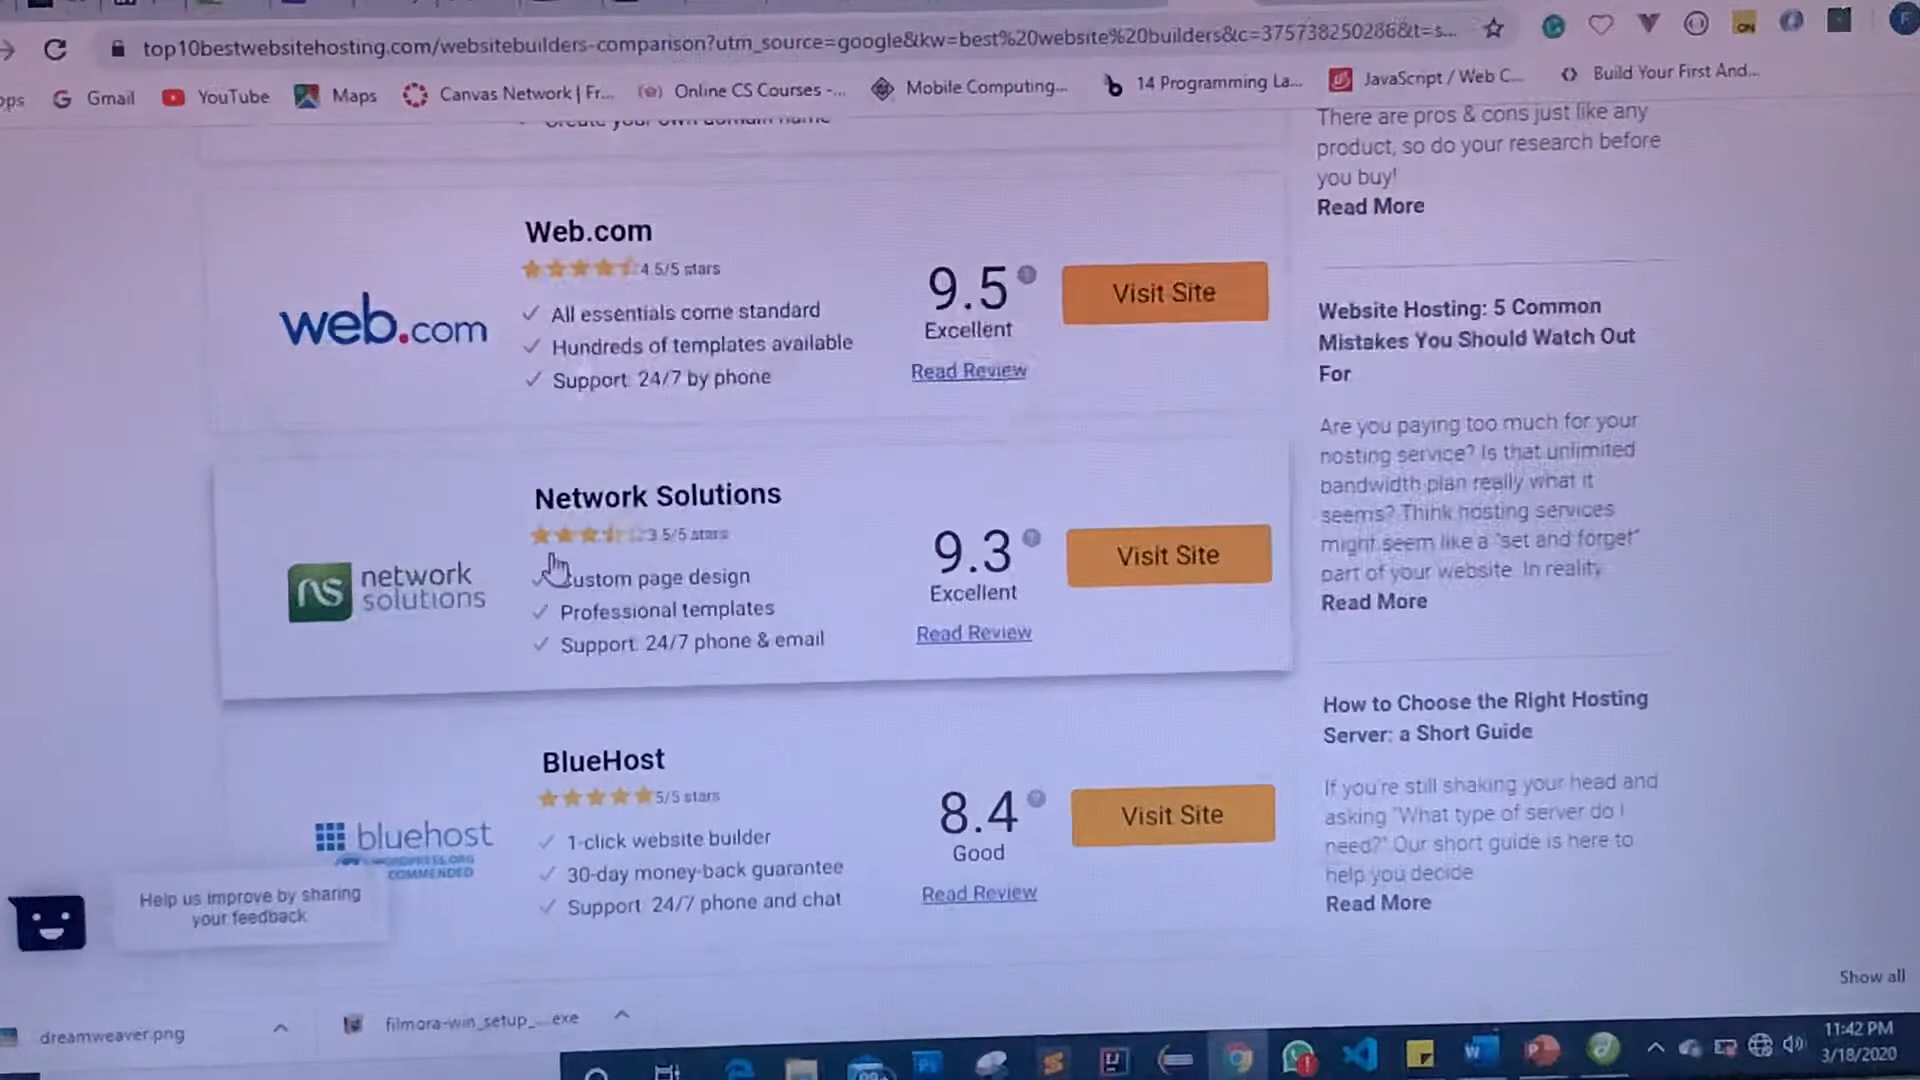 top10bestwebsitehosting.com/websitebuilders-comparison?utm_source=google&kw=best%20website%20builders&c=375738250286&t=s...
Gmail YouTube Maps Canvas Network | Fr... Online CS Courses -... Mobile Computing... 14 Programming La... JavaScript / Web C... Build Your First And...
Create your own domain name
Web.com
4.5/5 stars
web.com
All essentials come standard
Hundreds of templates available
Support: 24/7 by phone
9.5
Excellent
Read Review
Visit Site
Network Solutions
3.5/5 stars
network
solutions
Custom page design
Professional templates
Support: 24/7 phone & email
9.3
Excellent
Read Review
Visit Site
BlueHost
5/5 stars
bluehost
WORDPRESS.ORG
COMMENDED
1-click website builder
30-day money-back guarantee
Support: 24/7 phone and chat
8.4
Good
Read Review
Visit Site
There are pros & cons just like any
product, so do your research before
you buy!
Read More
Website Hosting: 5 Common
Mistakes You Should Watch Out
For
Are you paying too much for your
hosting service? Is that unlimited
bandwidth plan really what it
seems? Think hosting services
might seem like a "set and forget"
part of your website. In reality
Read More
How to Choose the Right Hosting
Server: a Short Guide
If you're still shaking your head and
asking "What type of server do I
need?" Our short guide is here to
help you decide
Read More
Help us improve by sharing
your feedback
Show all
dreamweaver.png
filmora-win_setup_....exe
11:42 PM
3/18/2020